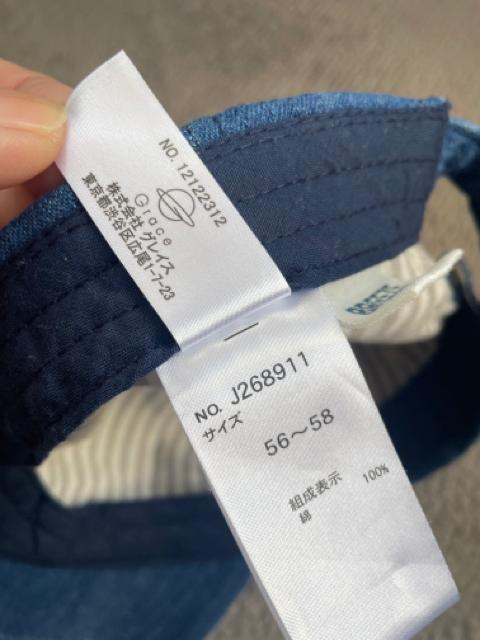 NO. 12122312
Grace
株式会社 グレイス
東京都渋谷区広尾1-7-23
NO. J268911
サイズ
56～58
組成表示
綿 100%
BREEZE